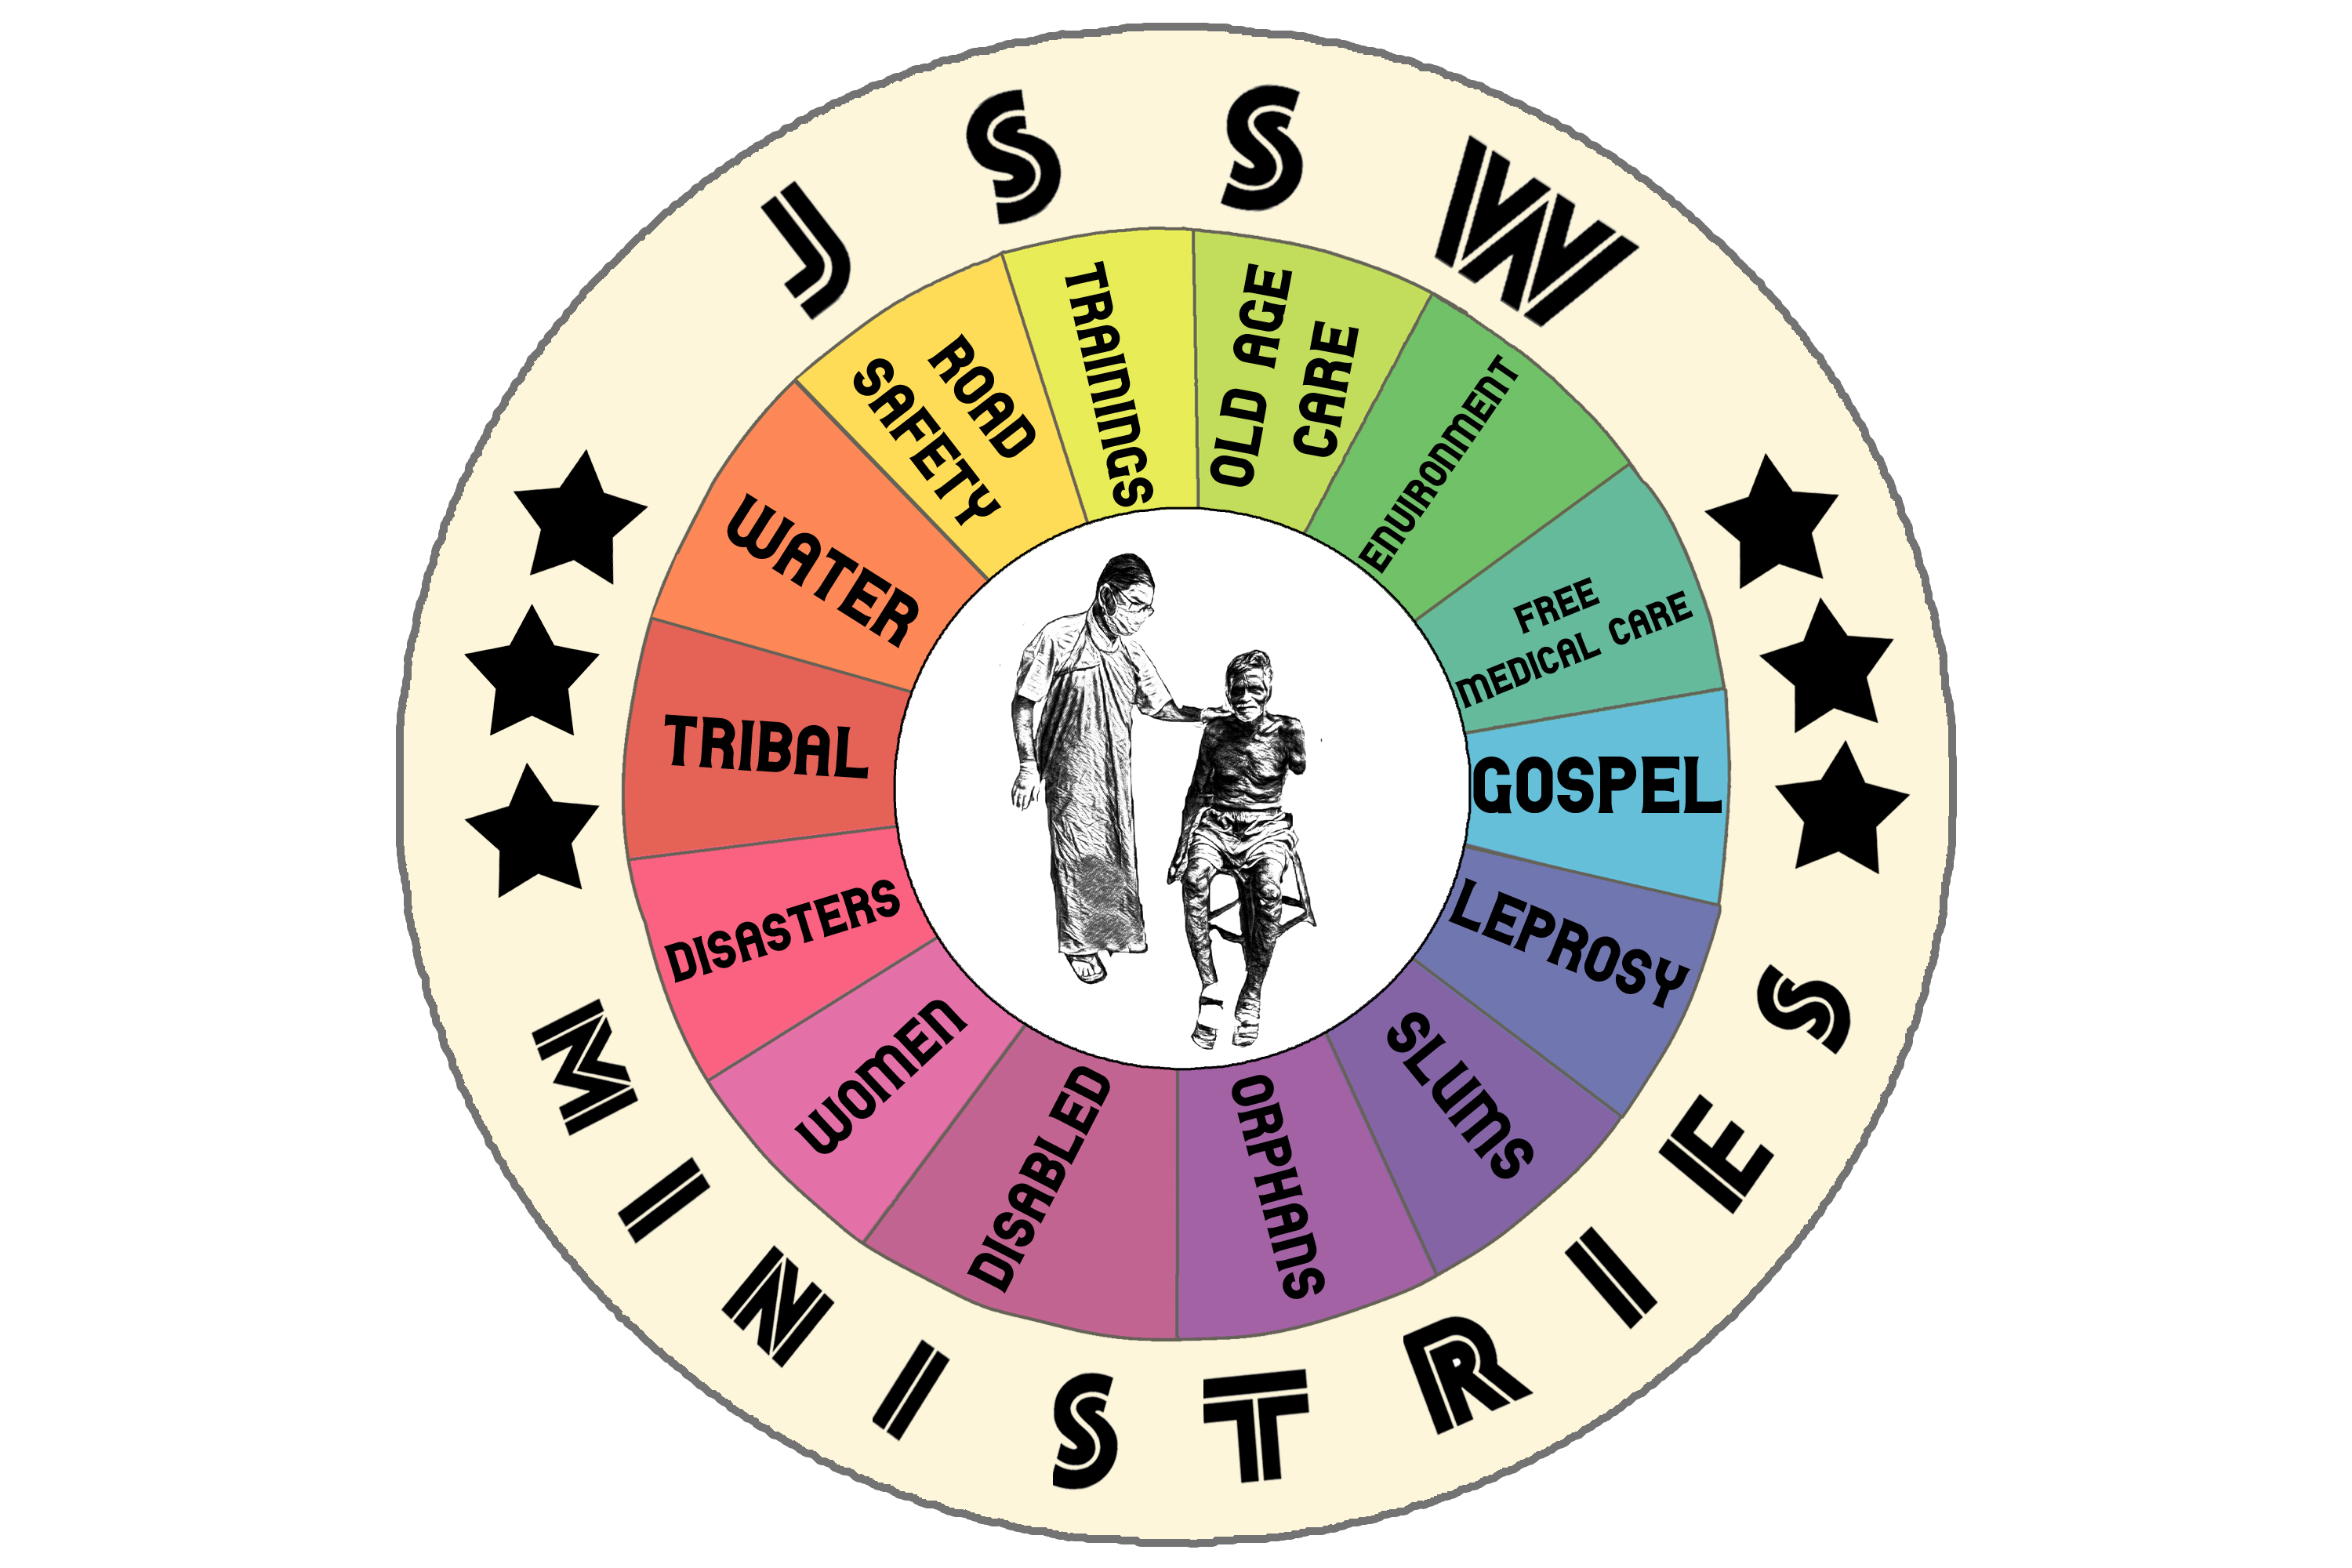 JSSW
MINISTRIES
TRAININGS
OLD AGE
CARE
ENVIRONMENT
FREE
MEDICAL CARE
GOSPEL
LEPROSY
SLUMS
ORPHANS
DISABLED
WOMEN
DISASTERS
TRIBAL
WATER
ROAD
SAFETY